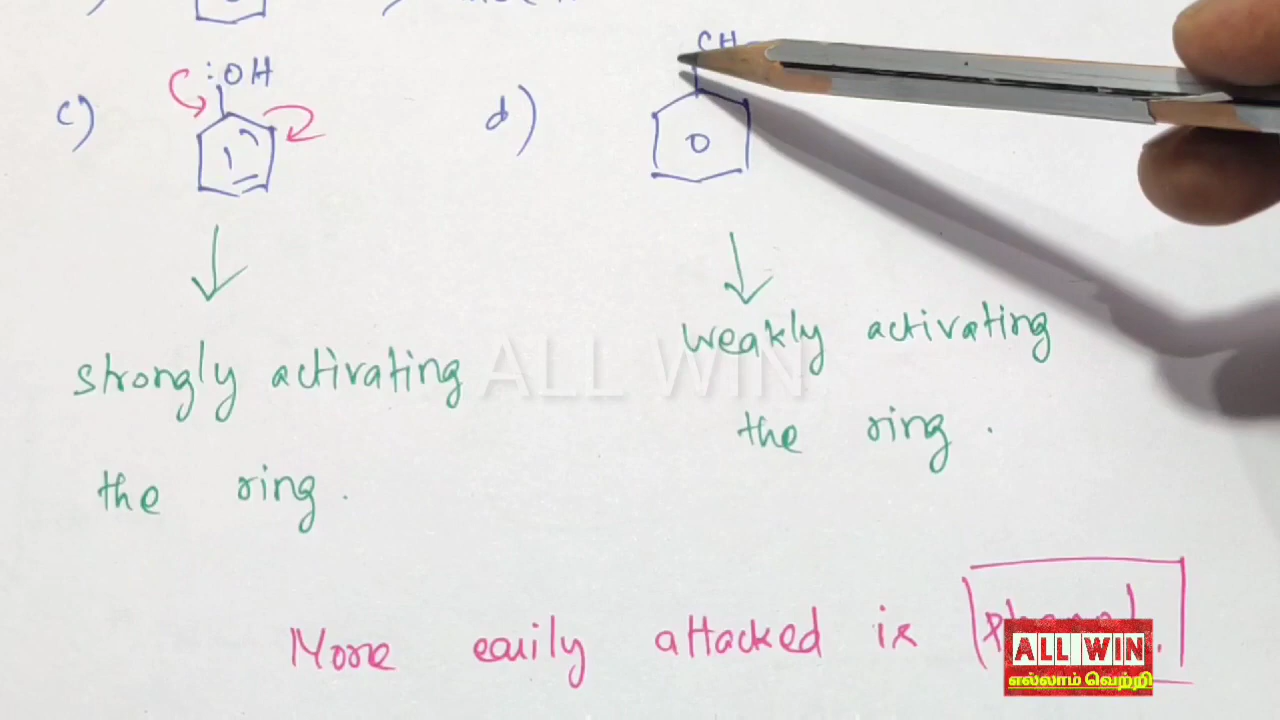 c)
:OH
d)
CH
strongly activating
the ring.
weakly activating
the ring.
ALL WIN
More easily attacked is
ALL WIN
எல்லாம் வெற்றி